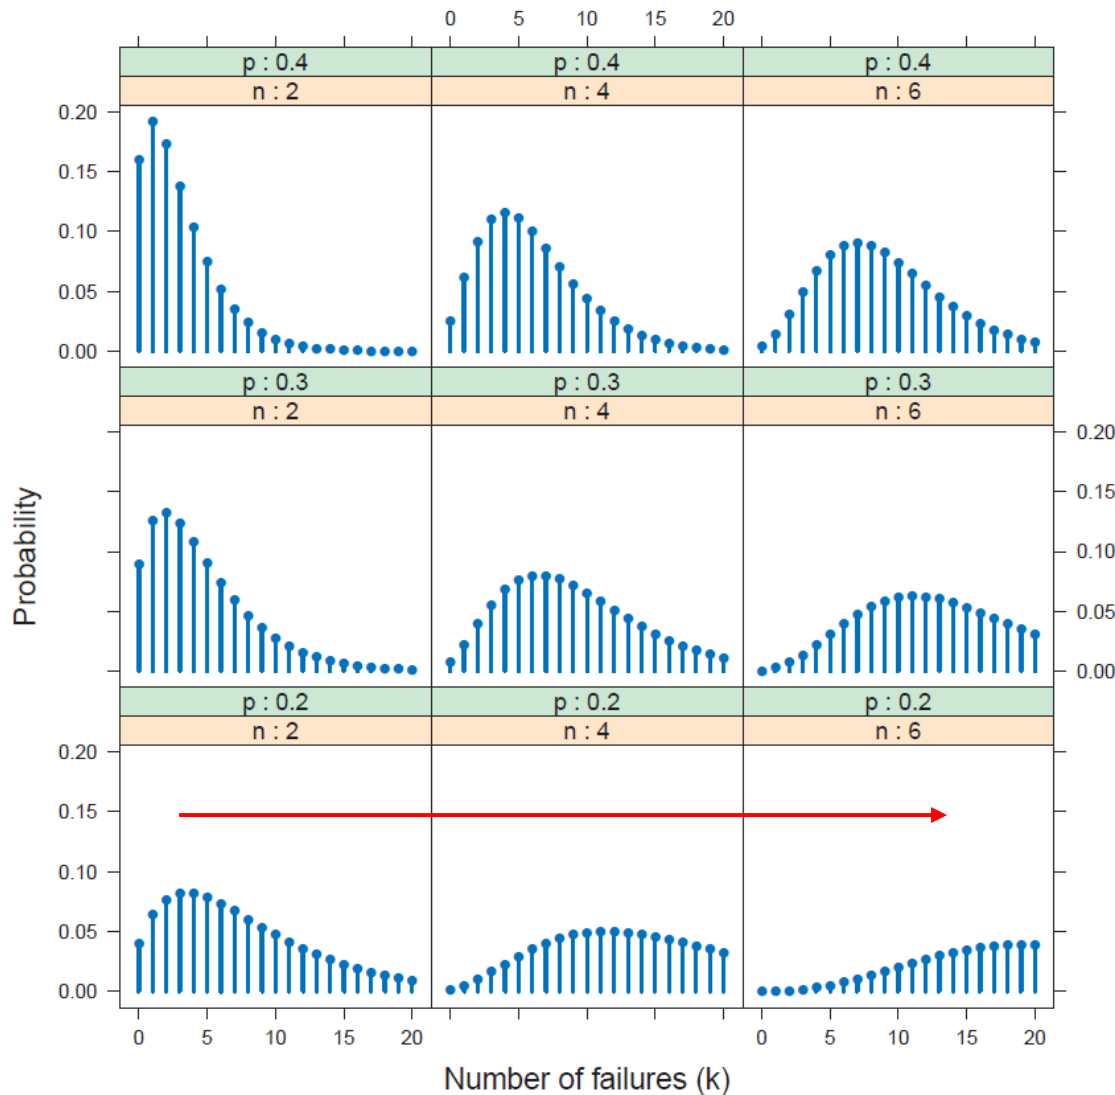 0 5 10 15 20
p : 0.4 p : 0.4 p : 0.4
n : 2 n : 4 n : 6
0.20
0.15
0.10
0.05
0.00
p : 0.3 p : 0.3 p : 0.3
n : 2 n : 4 n : 6
0.20
0.15
0.10
0.05
0.00
Probability
p : 0.2 p : 0.2 p : 0.2
n : 2 n : 4 n : 6
0.20
0.15
0.10
0.05
0.00
0 5 10 15 20 0 5 10 15 20
Number of failures (k)